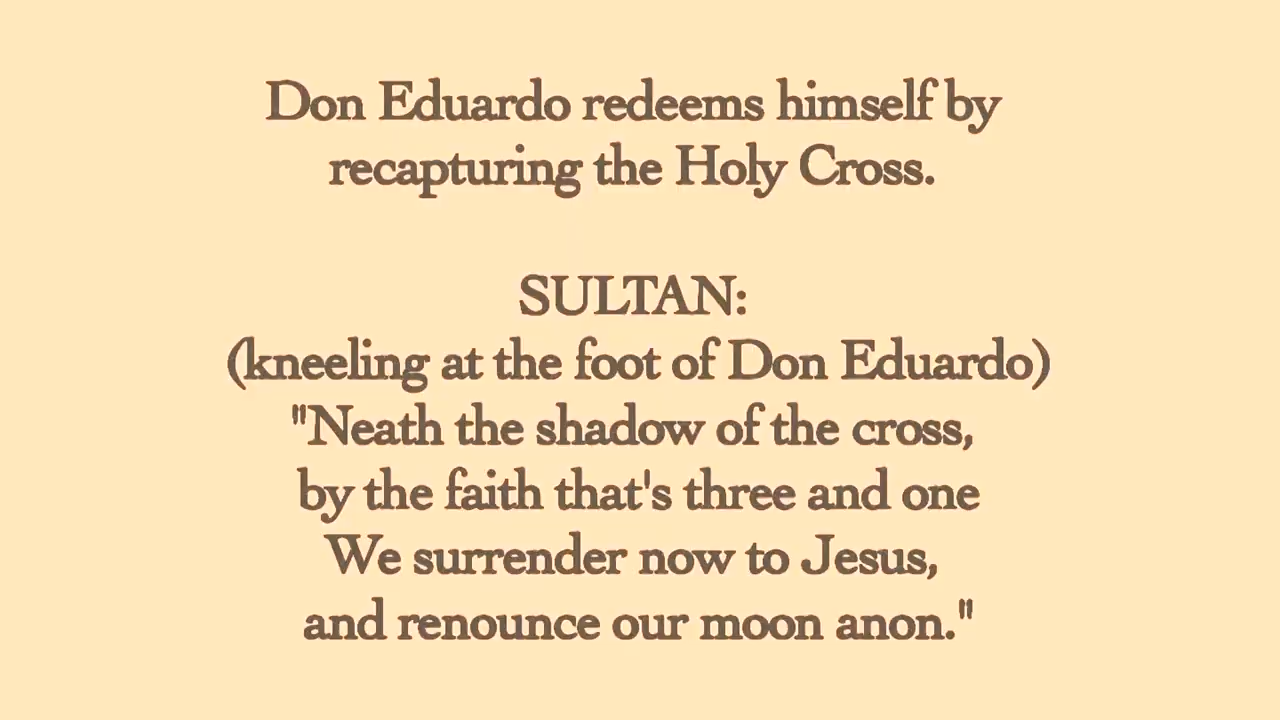 Don Eduardo redeems himself by
recapturing the Holy Cross.
SULTAN:
(kneeling at the foot of Don Eduardo)
"Neath the shadow of the cross,
by the faith that's three and one
We surrender now to Jesus,
and renounce our moon anon."